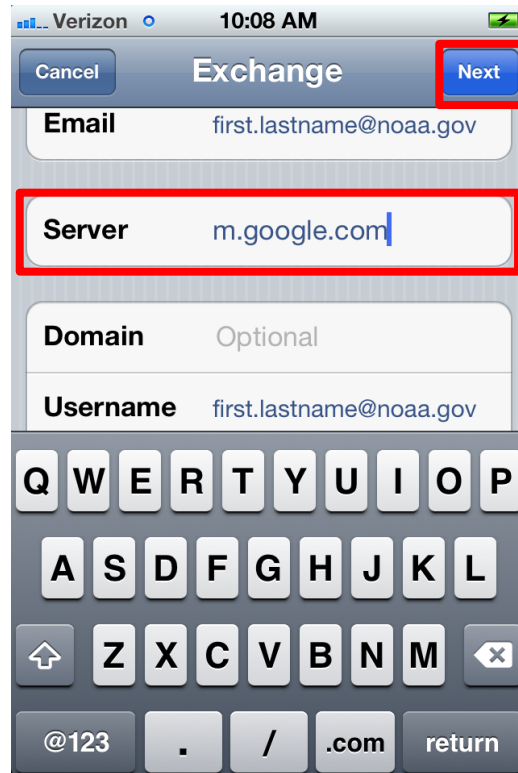 Verizon 10:08 AM
Cancel Exchange Next
Email first.lastname@noaa.gov
Server m.google.com
Domain Optional
Username first.lastname@noaa.gov
Q W E R T Y U I O P
A S D F G H J K L
Z X C V B N M
@123 . / .com return